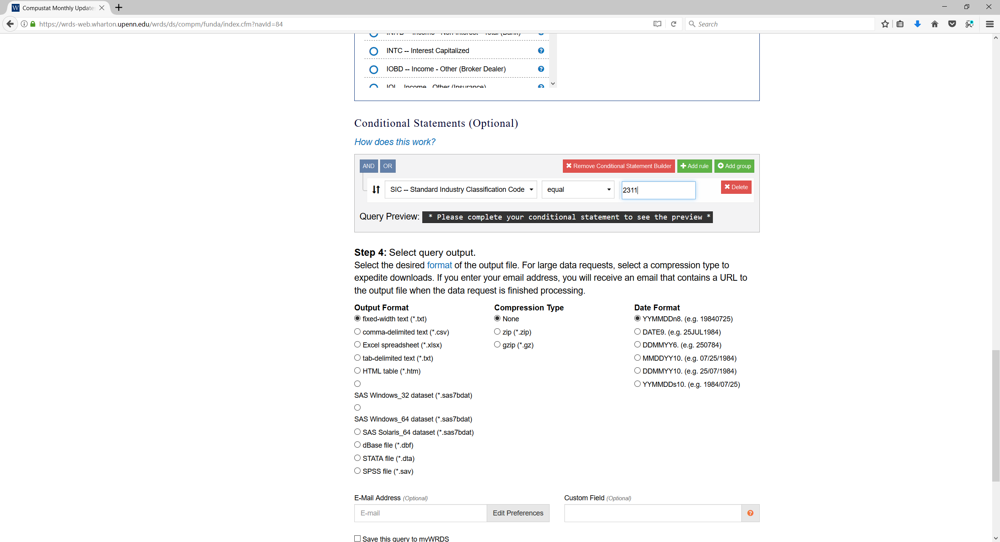 Compustat Monthly Updates
https://wrds-web.wharton.upenn.edu/wrds/ds/compm/funda/index.cfm?navId=84
Search
INITB -- Income - Non-interest - Total (Bank)
INTC -- Interest Capitalized
IOBD -- Income - Other (Broker Dealer)
IOI -- Income - Other (Insurance)
Conditional Statements (Optional)
How does this work?
AND OR Remove Conditional Statement Builder Add rule Add group
SIC -- Standard Industry Classification Code equal 2311 Delete
Query Preview: * Please complete your conditional statement to see the preview *
Step 4: Select query output.
Select the desired format of the output file. For large data requests, select a compression type to
expedite downloads. If you enter your email address, you will receive an email that contains a URL to
the output file when the data request is finished processing.
Output Format Compression Type Date Format
fixed-width text (*.txt) None YYMMDDn8. (e.g. 19840725)
comma-delimited text (*.csv) zip (*.zip) DATE9. (e.g. 25JUL1984)
Excel spreadsheet (*.xlsx) gzip (*.gz) DDMMYY6. (e.g. 250784)
tab-delimited text (*.txt) MMDDYY10. (e.g. 07/25/1984)
HTML table (*.htm) DDMMYY10. (e.g. 25/07/1984)
YYMMDDs10. (e.g. 1984/07/25)
SAS Windows_32 dataset (*.sas7bdat)
SAS Windows_64 dataset (*.sas7bdat)
SAS Solaris_64 dataset (*.sas7bdat)
dBase file (*.dbf)
STATA file (*.dta)
SPSS file (*.sav)
E-Mail Address (Optional) Custom Field (Optional)
E-mail Edit Preferences
Save this query to myWRDS